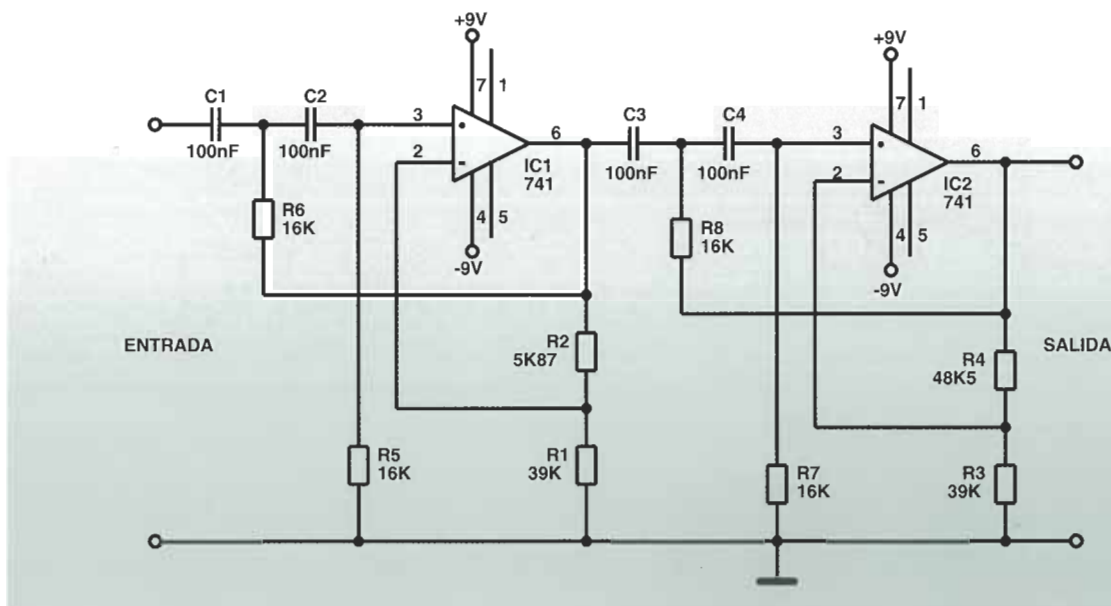 +9V
7
1
C1
100nF
C2
100nF
3
2
6
IC1
741
4
5
-9V
R6
16K
C3
100nF
C4
100nF
+9V
7
1
3
2
6
IC2
741
4
5
-9V
R8
16K
ENTRADA
R2
5K87
R4
48K5
SALIDA
R5
16K
R1
39K
R7
16K
R3
39K